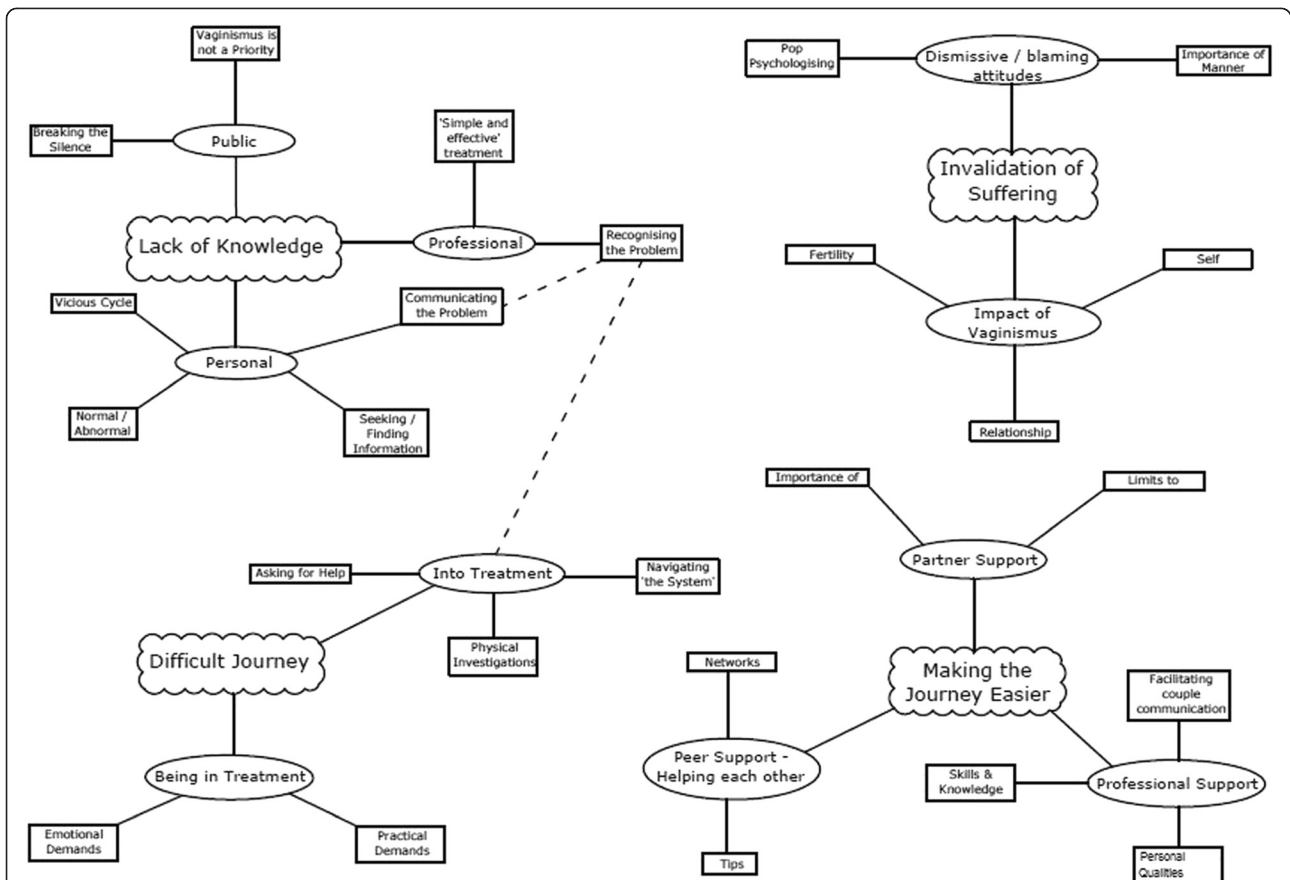 Vaginismus is
not a Priority
Breaking the
Silence
Public
'Simple and
effective'
treatment
Lack of Knowledge
Professional
Recognising
the Problem
Vicious Cycle
Communicating
the Problem
Personal
Normal /
Abnormal
Seeking /
Finding
Information
Pop
Psychologising
Dismissive / blaming
attitudes
Importance of
Manner
Invalidation of
Suffering
Fertility
Self
Impact of
Vaginismus
Relationship
Asking for Help
Into Treatment
Navigating
'the System'
Physical
Investigations
Difficult Journey
Being in Treatment
Emotional
Demands
Practical
Demands
Importance of
Limits to
Partner Support
Networks
Making the
Journey Easier
Facilitating
couple
communication
Peer Support -
Helping each other
Skills &
Knowledge
Professional Support
Tips
Personal
Qualities